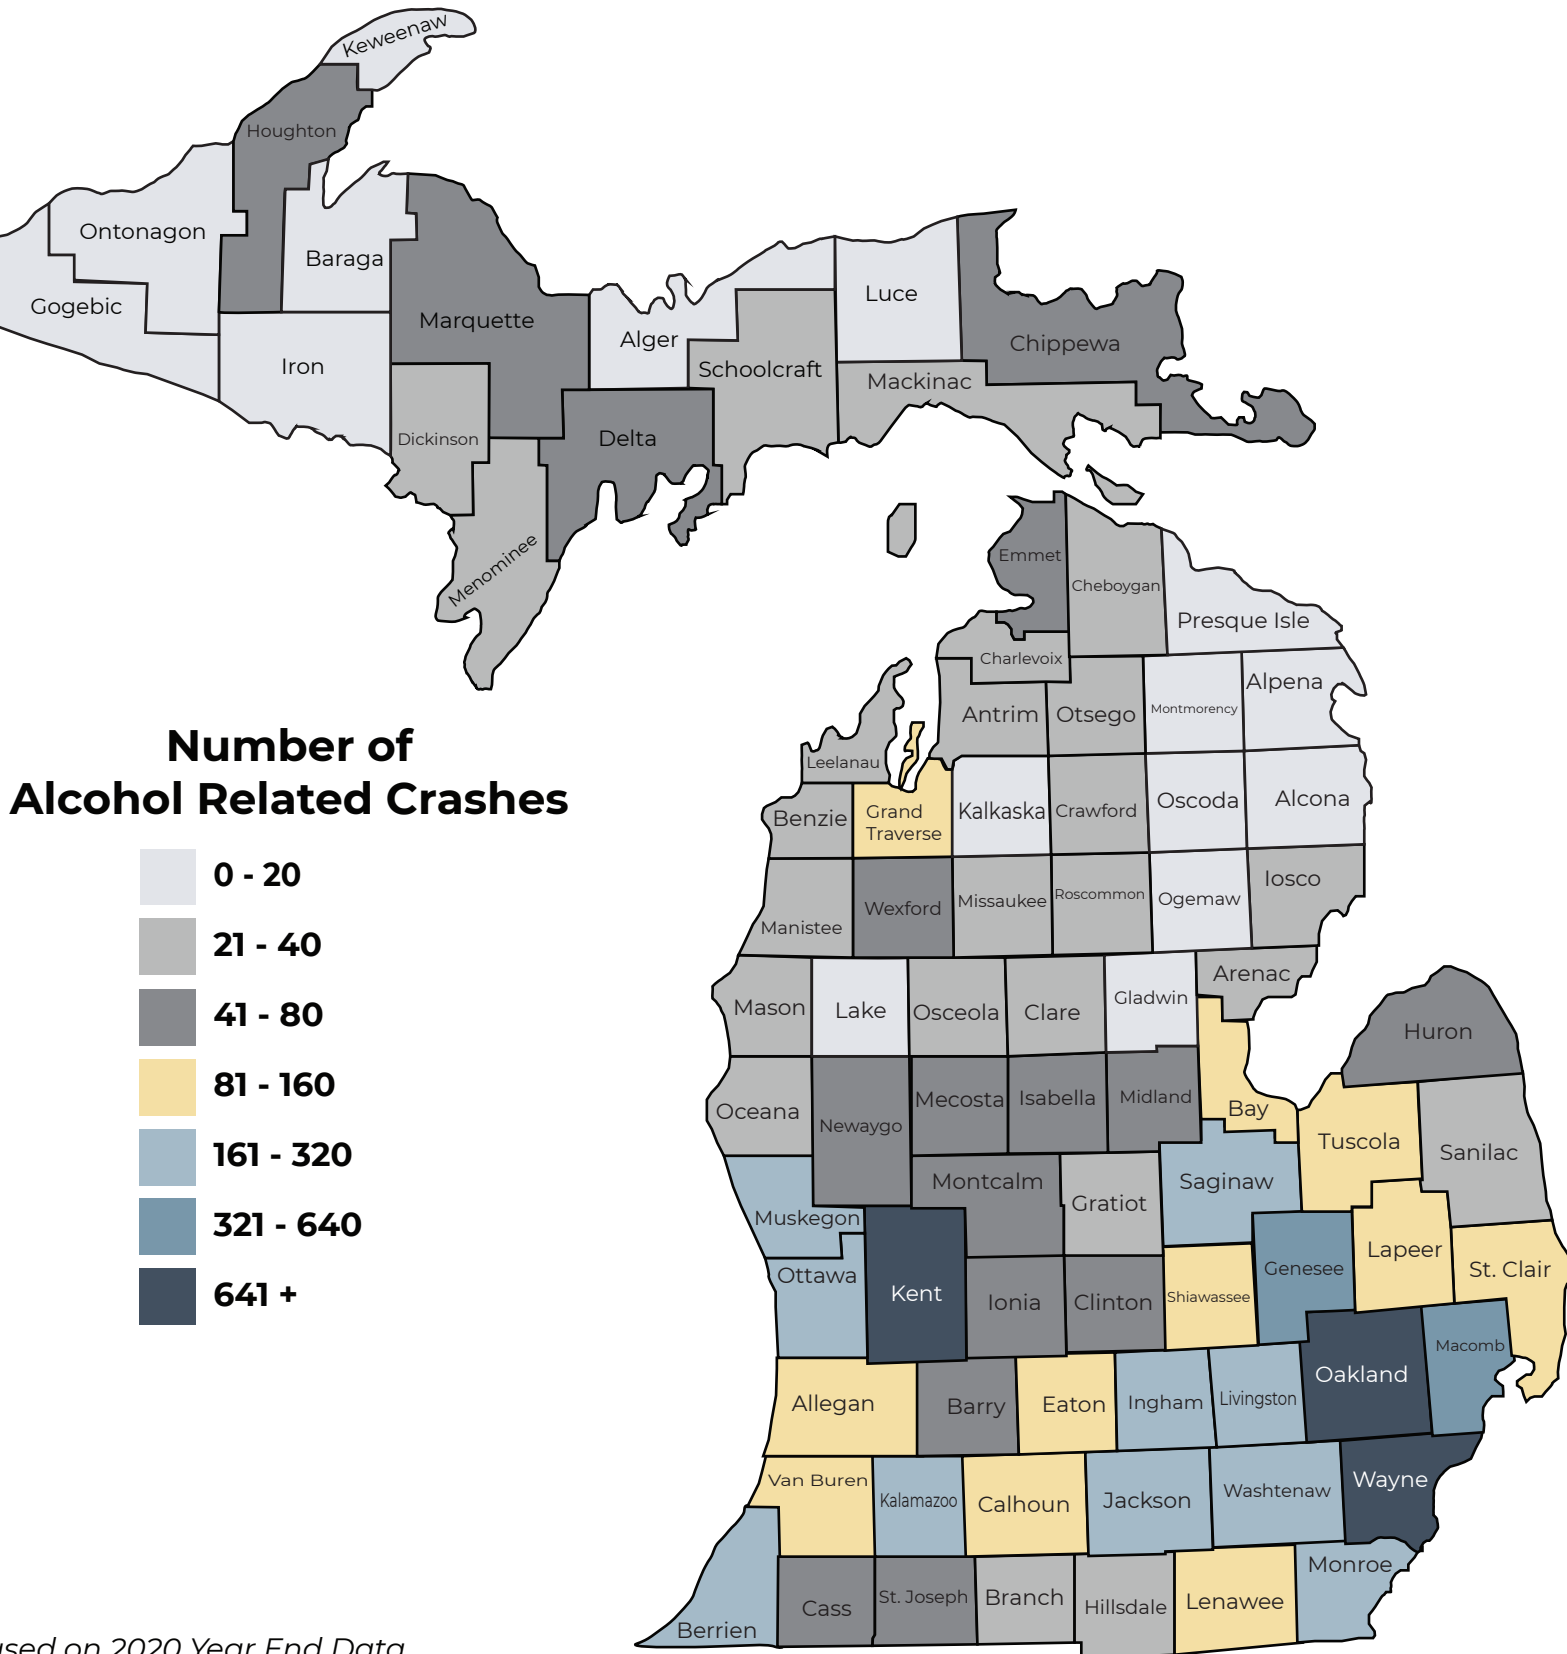 Keweenaw
Houghton
Ontonagon
Baraga
Gogebic
Marquette
Iron
Alger
Luce
Chippewa
Schoolcraft
Mackinac
Dickinson
Delta
Menominee
Emmet
Cheboygan
Presque Isle
Charlevoix
Alpena
Antrim
Otsego
Montmorency
Leelanau
Benzie
Grand
Traverse
Kalkaska
Crawford
Oscoda
Alcona
Manistee
Wexford
Missaukee
Roscommon
Ogemaw
Iosco
Mason
Lake
Osceola
Clare
Gladwin
Arenac
Huron
Oceana
Newaygo
Mecosta
Isabella
Midland
Bay
Tuscola
Sanilac
Muskegon
Montcalm
Gratiot
Saginaw
Ottawa
Kent
Ionia
Clinton
Shiawassee
Genesee
Lapeer
St. Clair
Allegan
Barry
Eaton
Ingham
Livingston
Oakland
Macomb
Van Buren
Kalamazoo
Calhoun
Jackson
Washtenaw
Wayne
Berrien
Cass
St. Joseph
Branch
Hillsdale
Lenawee
Monroe
Number of
Alcohol Related Crashes
0 - 20
21 - 40
41 - 80
81 - 160
161 - 320
321 - 640
641 +
on 2020 Year End Data